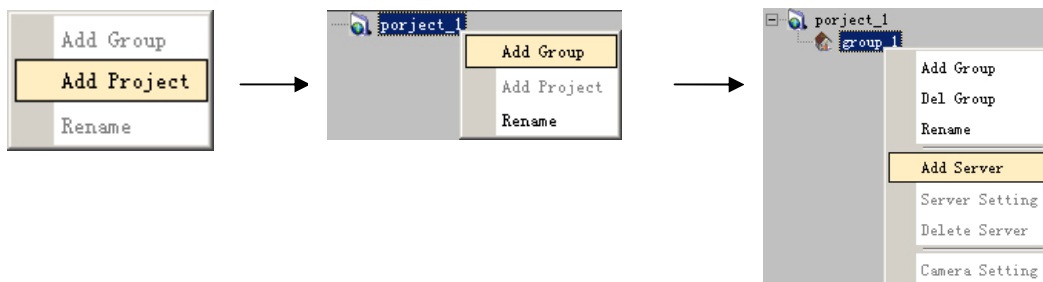 Add Group
Add Project
Rename
porject_1
Add Group
Add Project
Rename
porject_1
group_1
Add Group
Del Group
Rename
Add Server
Server Setting
Delete Server
Camera Setting